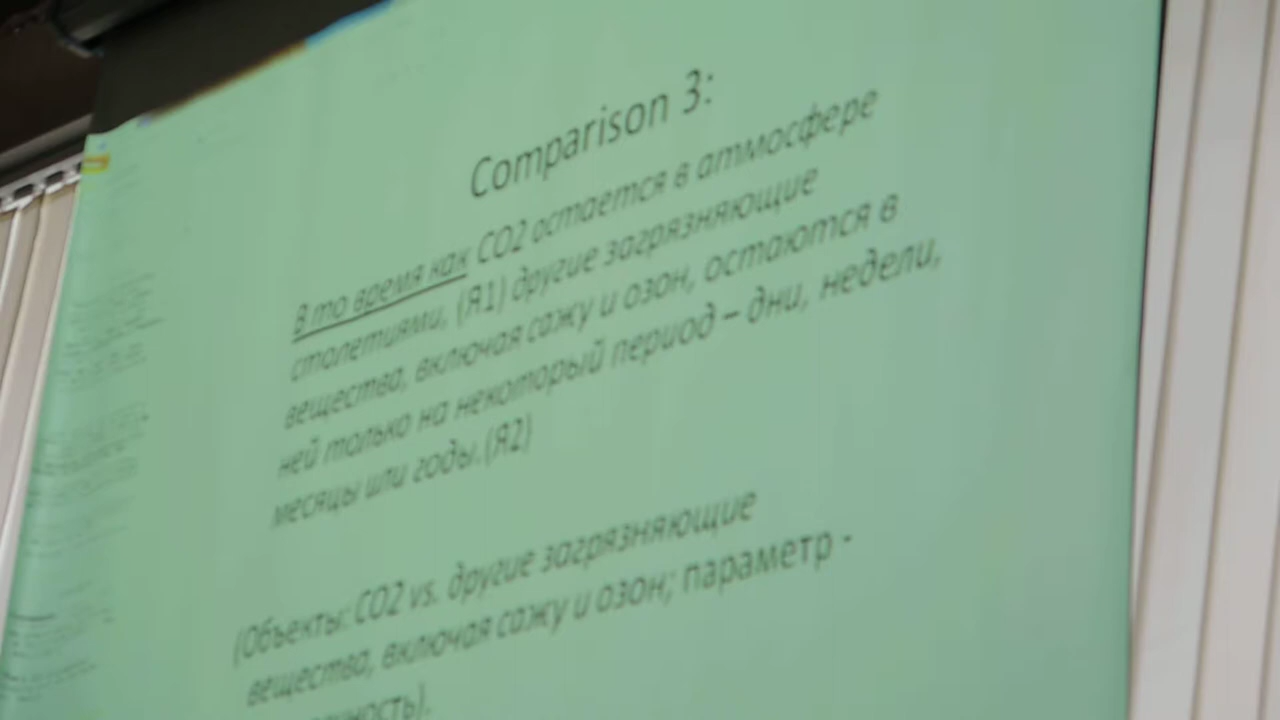 Comparison 3:
В то время как CO2 остается в атмосфере
столетиями, (Я1) другие загрязняющие
вещества, включая сажу и озон, остаются в
ней только на некоторый период – дни, недели,
месяцы или годы.(Я2)
(Объекты: CO2 vs. другие загрязняющие
вещества, включая сажу и озон; параметр -